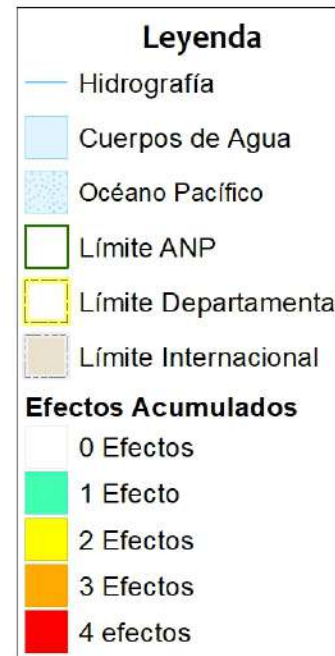 Leyenda
Hidrografía
Cuerpos de Agua
Océano Pacífico
Límite ANP
Límite Departamenta
Límite Internacional
Efectos Acumulados
0 Efectos
1 Efecto
2 Efectos
3 Efectos
4 efectos